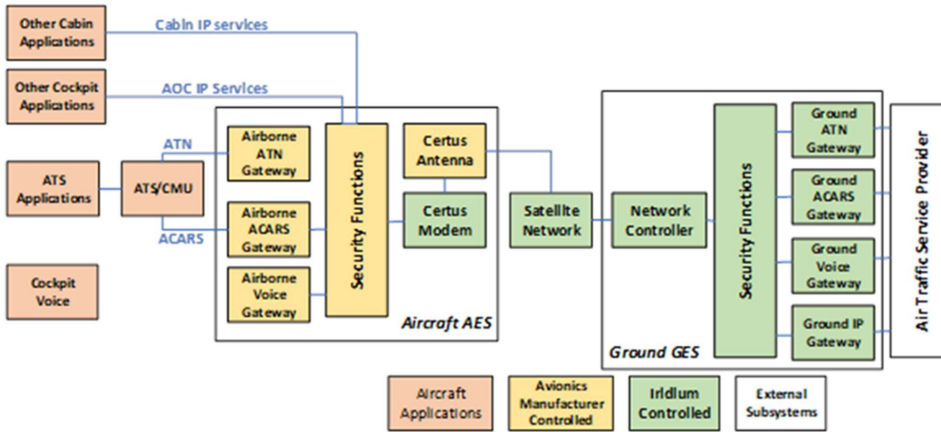 Other Cabin
Applications
Cabin IP services
Other Cockpit
Applications
AOC IP Services
ATS
Applications
ATS/CMU
ATN
ACARS
Cockpit
Voice
Airborne
ATN
Gateway
Airborne
ACARS
Gateway
Airborne
Voice
Gateway
Security Functions
Certus
Antenna
Certus
Modem
Aircraft AES
Satellite
Network
Network
Controller
Security Functions
Ground
ATN
Gateway
Ground
ACARS
Gateway
Ground
Voice
Gateway
Ground IP
Gateway
Ground GES
Air Traffic Service Provider
Aircraft
Applications
Avionics
Manufacturer
Controlled
Iridium
Controlled
External
Subsystems